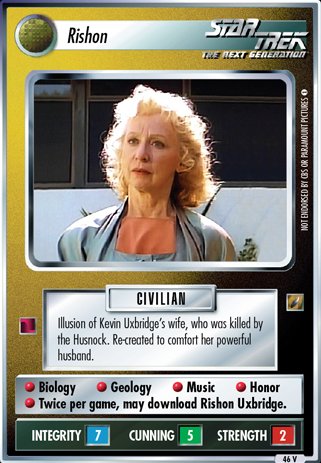 Rishon
STAR TREK
THE NEXT GENERATION
NOT ENDORSED BY CBS OR PARAMOUNT PICTURES
CIVILIAN
Illusion of Kevin Uxbridge's wife, who was killed by
the Husnock. Re-created to comfort her powerful
husband.
Biology Geology Music Honor
Twice per game, may download Rishon Uxbridge.
INTEGRITY 7 CUNNING 5 STRENGTH 2
46 V